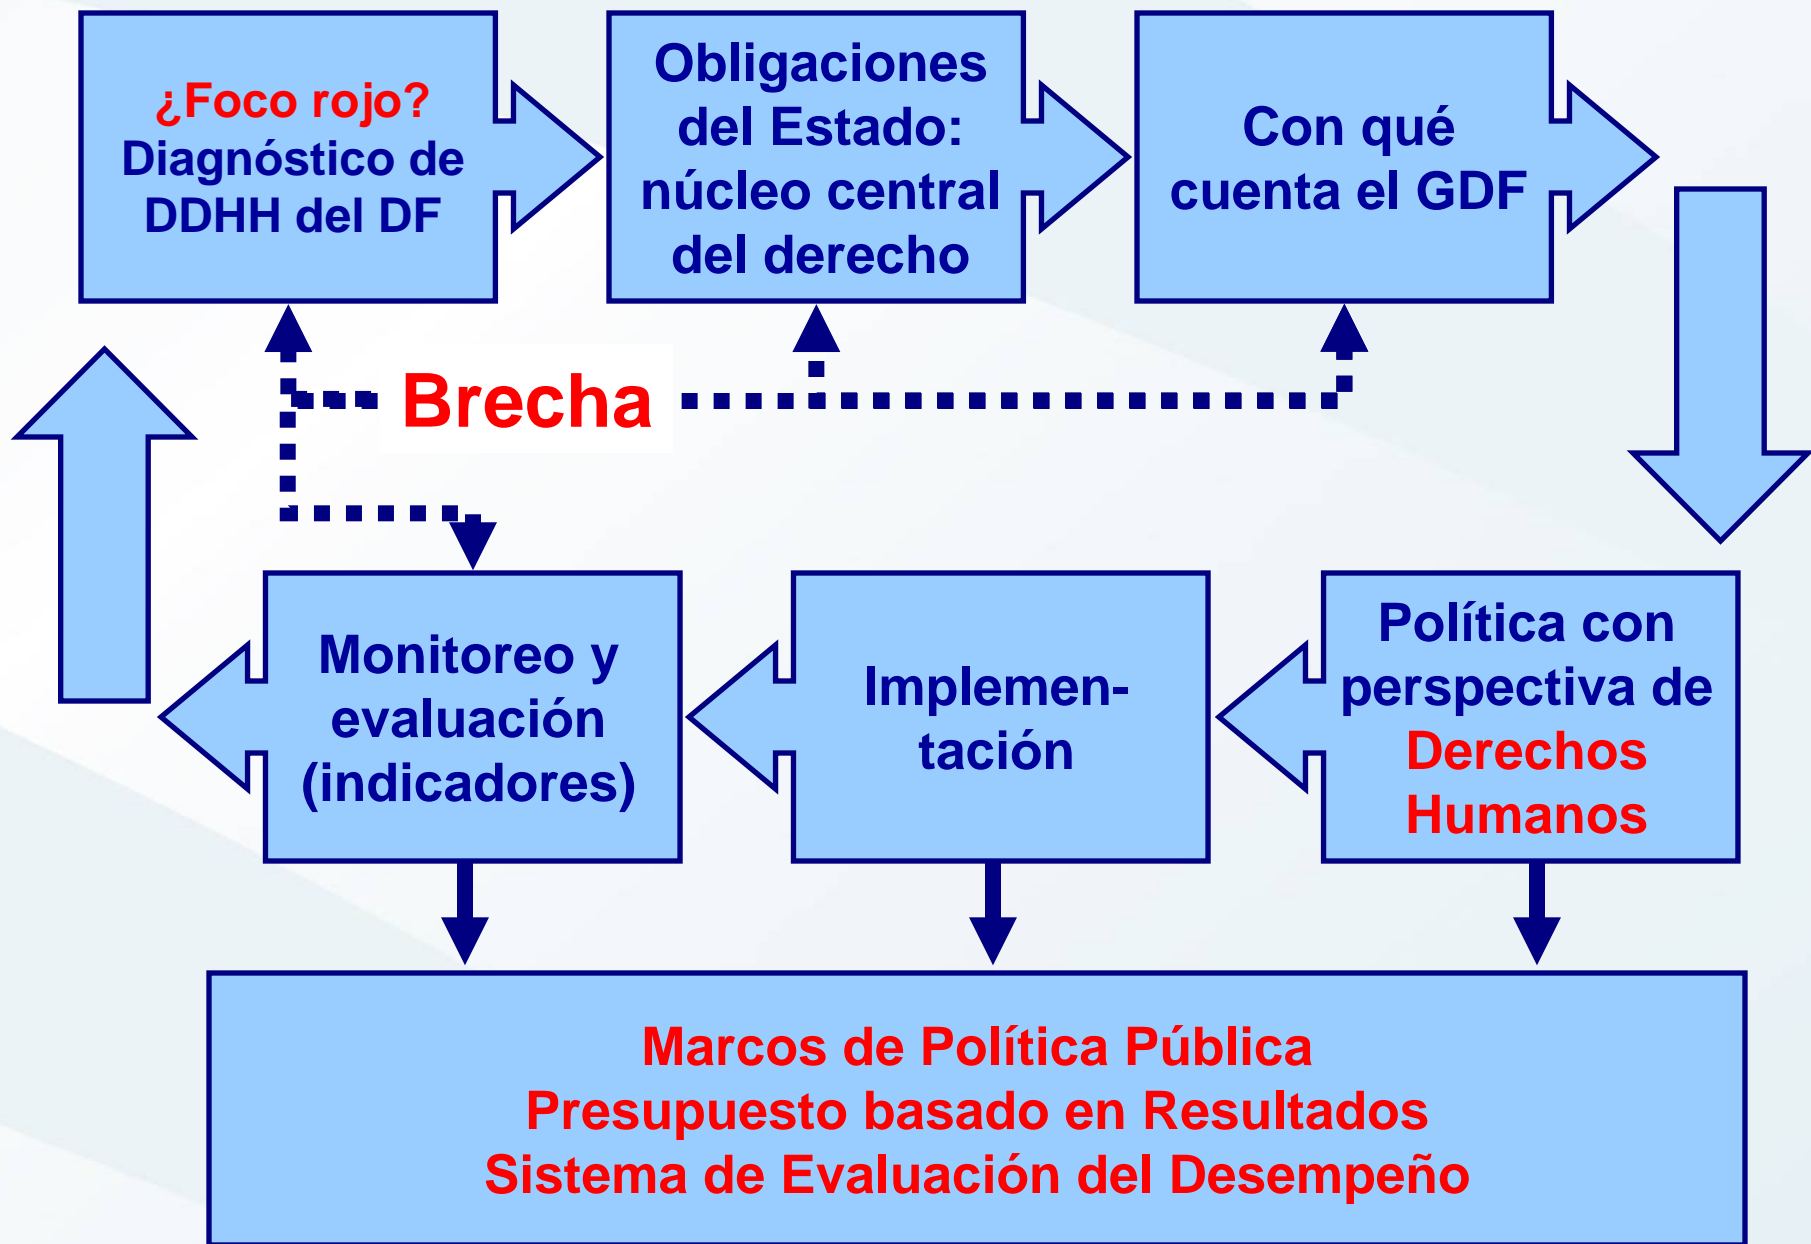 ¿Foco rojo?
Diagnóstico de
DDHH del DF
Obligaciones
del Estado:
núcleo central
del derecho
Con qué
cuenta el GDF
Brecha
Monitoreo y
evaluación
(indicadores)
Implemen-
tación
Política con
perspectiva de
Derechos
Humanos
Marcos de Política Pública
Presupuesto basado en Resultados
Sistema de Evaluación del Desempeño